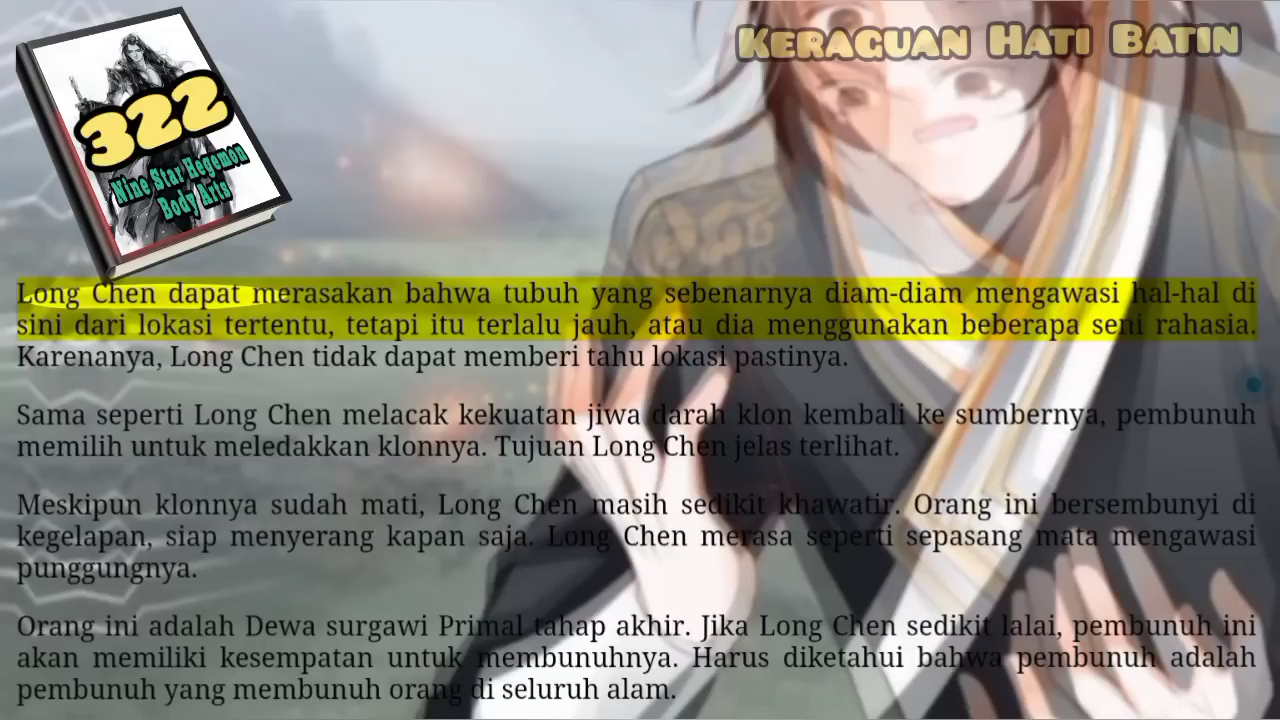 Keraguan Hati Batin
322
Nine Star Hegemon
Body Arts
Long Chen dapat merasakan bahwa tubuh yang sebenarnya diam-diam mengawasi hal-hal di
sini dari lokasi tertentu, tetapi itu terlalu jauh, atau dia menggunakan beberapa seni rahasia.
Karenanya, Long Chen tidak dapat memberi tahu lokasi pastinya.
Sama seperti Long Chen melacak kekuatan jiwa darah klon kembali ke sumbernya, pembunuh
memilih untuk meledakkan klonnya. Tujuan Long Chen jelas terlihat.
Meskipun klonnya sudah mati, Long Chen masih sedikit khawatir. Orang ini bersembunyi di
kegelapan, siap menyerang kapan saja. Long Chen merasa seperti sepasang mata mengawasi
punggungnya.
Orang ini adalah Dewa surgawi Primal tahap akhir. Jika Long Chen sedikit lalai, pembunuh ini
akan memiliki kesempatan untuk membunuhnya. Harus diketahui bahwa pembunuh adalah
pembunuh yang membunuh orang di seluruh alam.